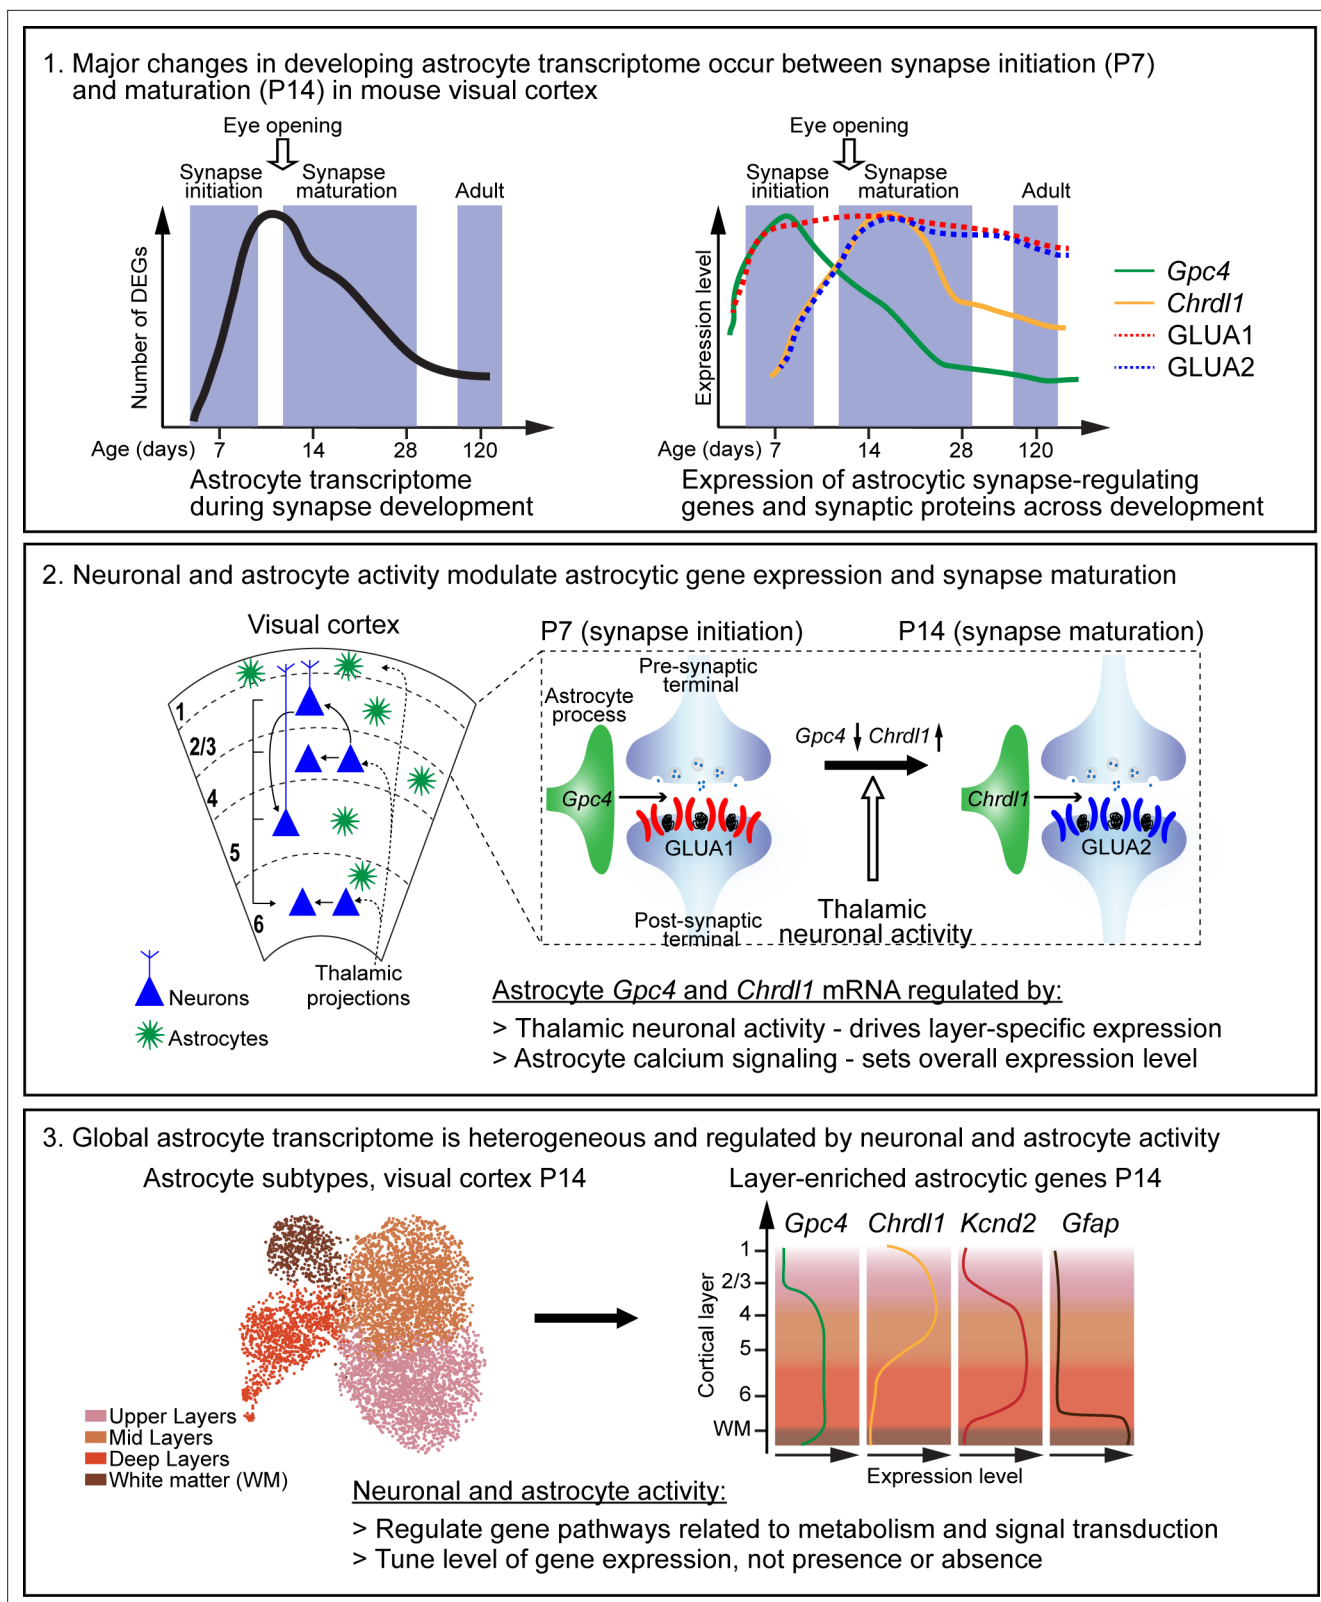 1. Major changes in developing astrocyte transcriptome occur between synapse initiation (P7)
and maturation (P14) in mouse visual cortex
Eye opening
Synapse
initiation
Synapse
maturation
Adult
Number of DEGs
Age (days)
7
14
28
120
Astrocyte transcriptome
during synapse development
Eye opening
Synapse
initiation
Synapse
maturation
Adult
Expression level
Gpc4
Chrdl1
GLUA1
GLUA2
Age (days)
7
14
28
120
Expression of astrocytic synapse-regulating
genes and synaptic proteins across development
2. Neuronal and astrocyte activity modulate astrocytic gene expression and synapse maturation
Visual cortex
1
2/3
4
5
6
Thalamic
projections
Neurons
Astrocytes
P7 (synapse initiation)
P14 (synapse maturation)
Pre-synaptic
terminal
Astrocyte
process
Gpc4
GLUA1
Post-synaptic
terminal
Gpc4 Chrdl1
Thalamic
neuronal activity
Chrdl1
GLUA2
Astrocyte Gpc4 and Chrdl1 mRNA regulated by:
> Thalamic neuronal activity - drives layer-specific expression
> Astrocyte calcium signaling - sets overall expression level
3. Global astrocyte transcriptome is heterogeneous and regulated by neuronal and astrocyte activity
Astrocyte subtypes, visual cortex P14
Upper Layers
Mid Layers
Deep Layers
White matter (WM)
Layer-enriched astrocytic genes P14
Gpc4
Chrdl1
Kcnd2
Gfap
Cortical layer
1
2/3
4
5
6
WM
Expression level
Neuronal and astrocyte activity:
> Regulate gene pathways related to metabolism and signal transduction
> Tune level of gene expression, not presence or absence